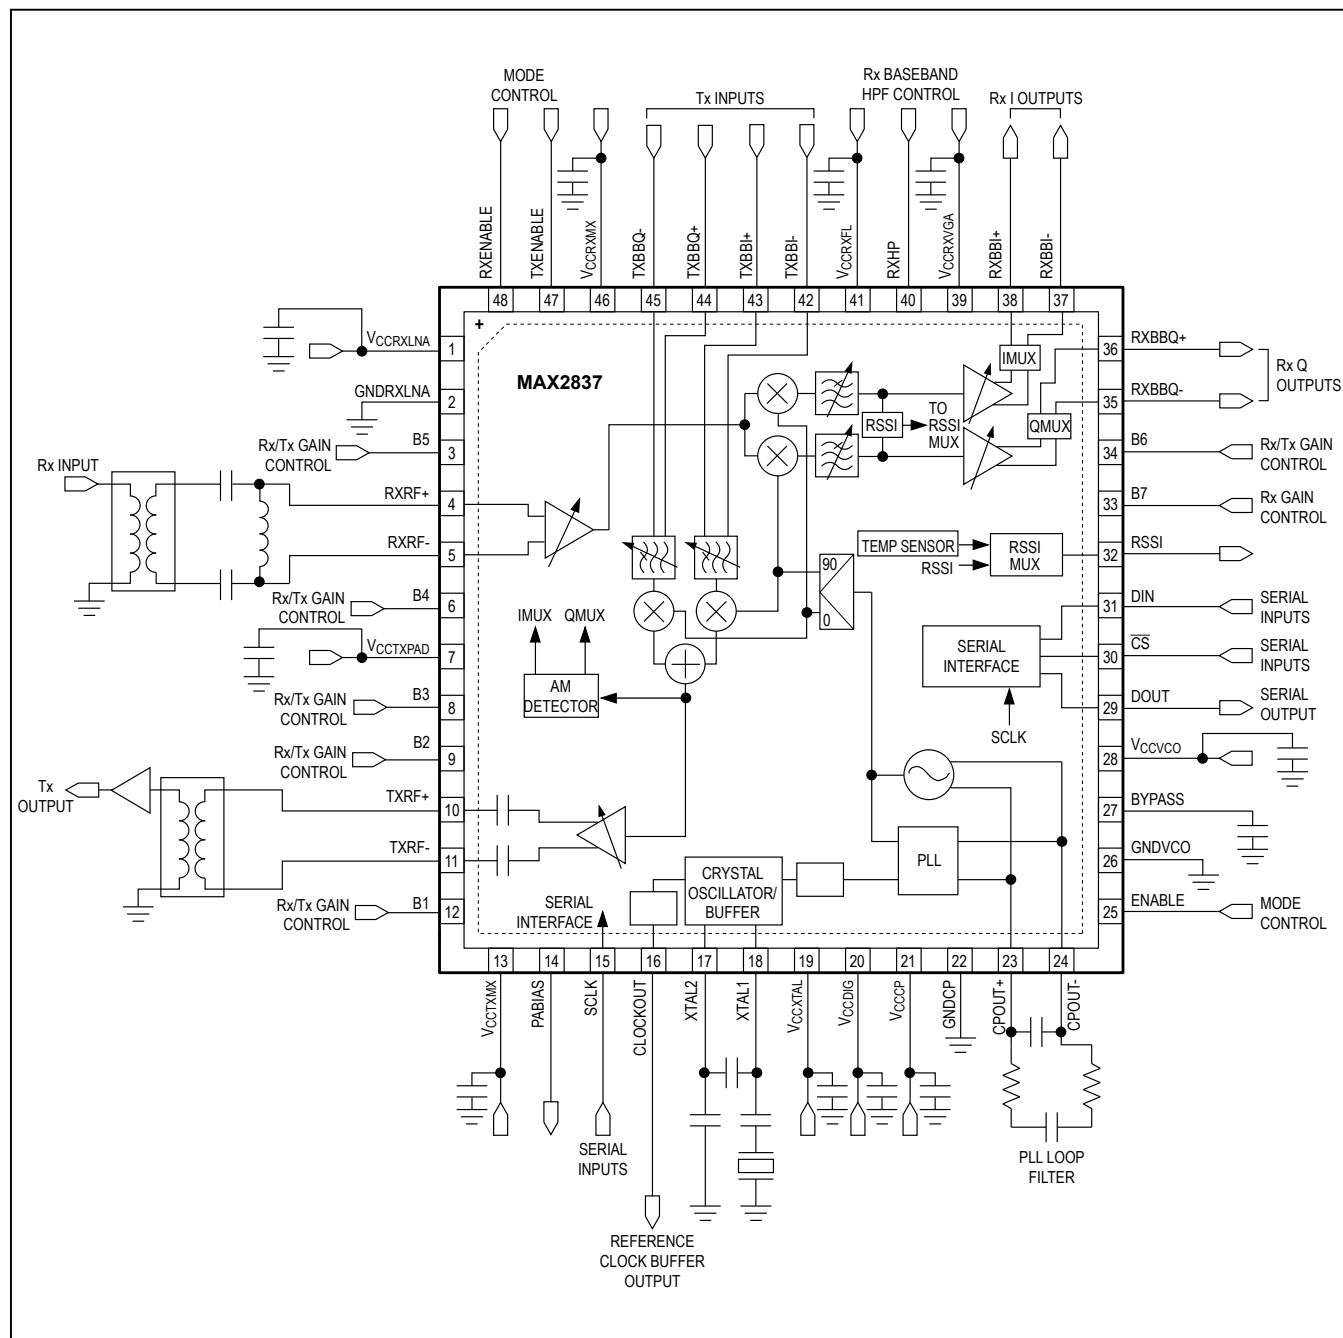 MODE
CONTROL
Tx INPUTS
Rx BASEBAND
HPF CONTROL
Rx I OUTPUTS
RXENABLE
TXENABLE
VCCRXMX
TXBBQ-
TXBBQ+
TXBBI+
TXBBI-
VCCRXFL
RXHP
VCCRXVGA
RXBBI+
RXBBI-
48
47
46
45
44
43
42
41
40
39
38
37
+
MAX2837
VCCRXLNA
1
GNDRXLNA
2
Rx/Tx GAIN
CONTROL
B5
3
Rx INPUT
RXRF+
4
RXRF-
5
Rx/Tx GAIN
CONTROL
B4
6
VCCTXPAD
7
Rx/Tx GAIN
CONTROL
B3
8
Rx/Tx GAIN
CONTROL
B2
9
Tx
OUTPUT
TXRF+
10
TXRF-
11
Rx/Tx GAIN
CONTROL
B1
12
IMUX
QMUX
RSSI
TO
RSSI
MUX
TEMP SENSOR
RSSI
RSSI
MUX
90
0
IMUX
QMUX
AM
DETECTOR
SERIAL
INTERFACE
SCLK
PLL
CRYSTAL
OSCILLATOR/
BUFFER
SERIAL
INTERFACE
36
RXBBQ+
35
RXBBQ-
Rx Q
OUTPUTS
34
B6
Rx/Tx GAIN
CONTROL
33
B7
Rx GAIN
CONTROL
32
RSSI
31
DIN
SERIAL
INPUTS
30
CS
SERIAL
INPUTS
29
DOUT
SERIAL
OUTPUT
28
VCCVCO
27
BYPASS
26
GNDVCO
25
ENABLE
MODE
CONTROL
13
14
15
16
17
18
19
20
21
22
23
24
VCCTXMX
PABIAS
SCLK
CLOCKOUT
XTAL2
XTAL1
VCCXTAL
VCCDIG
VCCCP
GNDCP
CPOUT+
CPOUT-
SERIAL
INPUTS
PLL LOOP
FILTER
REFERENCE
CLOCK BUFFER
OUTPUT